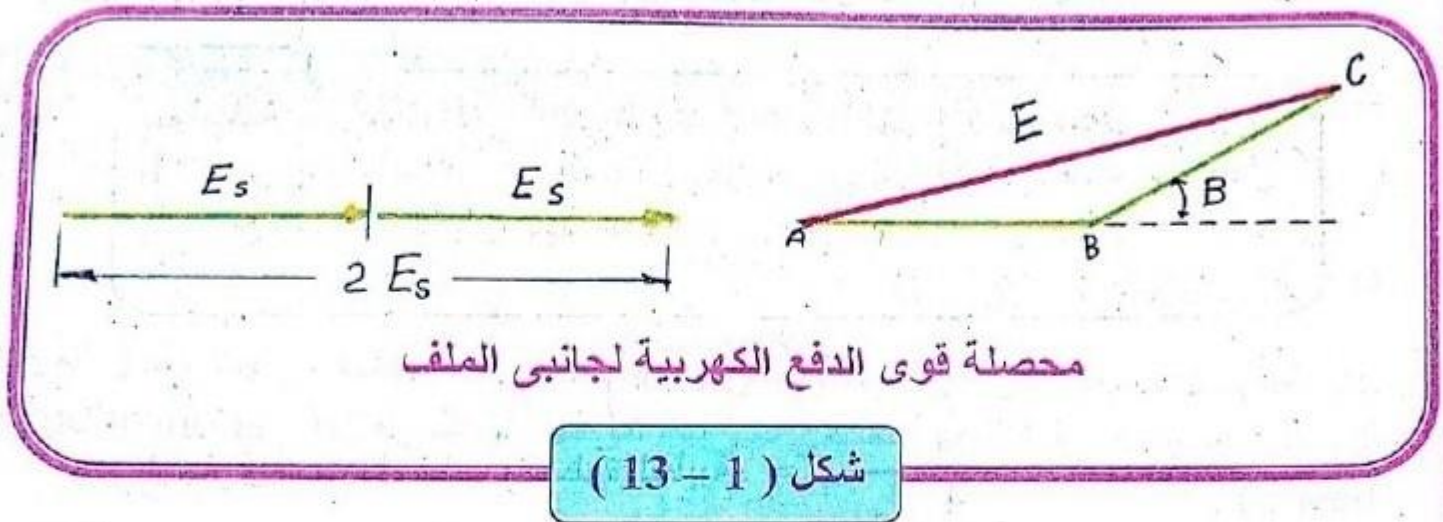 Es Es
2 Es
E
A B C
B
محصلة قوى الدفع الكهربية لجانبى الملف
شكل ( 1 – 13 )